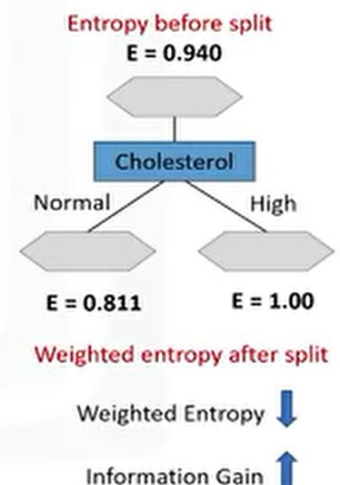 Entropy before split
E = 0.940
Cholesterol
Normal High
E = 0.811 E = 1.00
Weighted entropy after split
Weighted Entropy
Information Gain